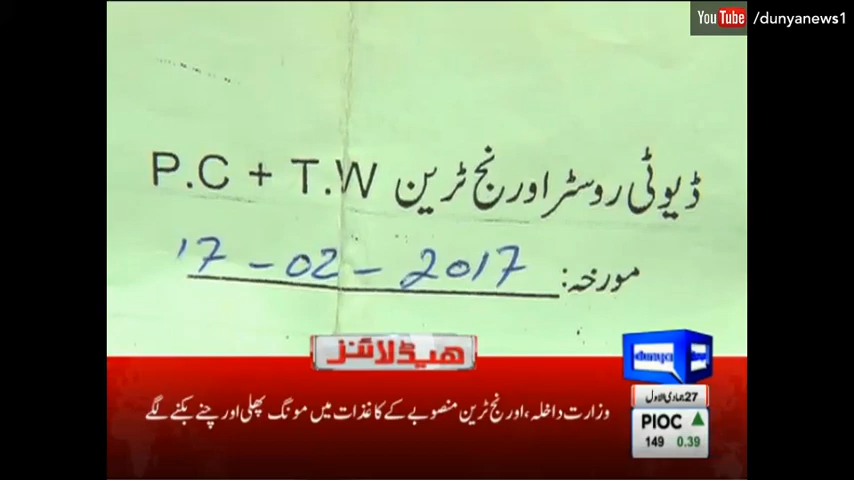 YouTube /dunyanews1
ڈیوٹی روسٹر اورنج ٹرین P.C + T.W
مورخہ: 17-02-2017
ھیڈلائنز
dunya
27 جمادی الاول
وزارت داخلہ، اورنج ٹرین منصوبے کے کاغذات میں مونگ پھلی اور چنے بکنے لگے
PIOC ▲
149 0.39